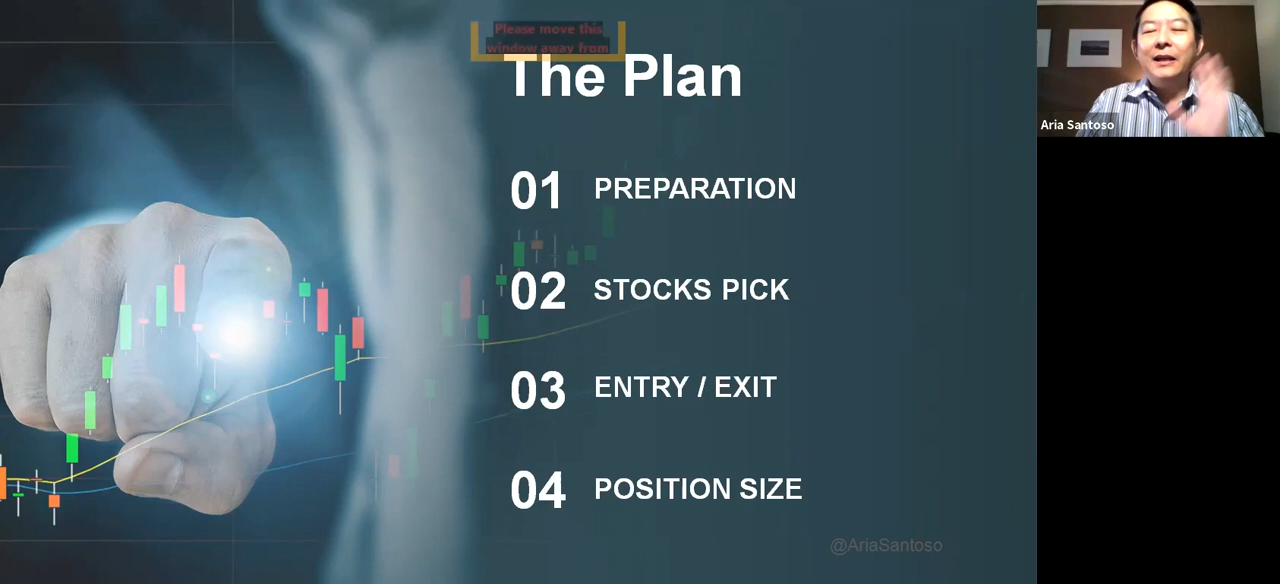 Please move this
window away from
The Plan
Aria Santoso
01 PREPARATION
02 STOCKS PICK
03 ENTRY / EXIT
04 POSITION SIZE
@AriaSantoso